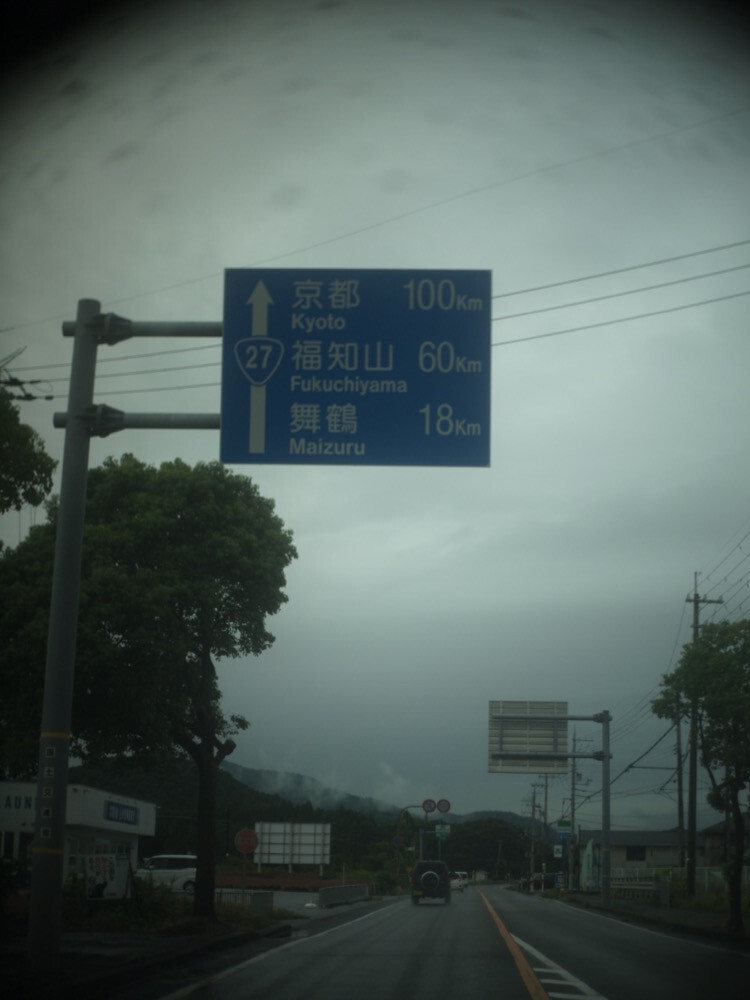 京都 100Km
Kyoto
27
福知山 60Km
Fukuchiyama
舞鶴 18Km
Maizuru